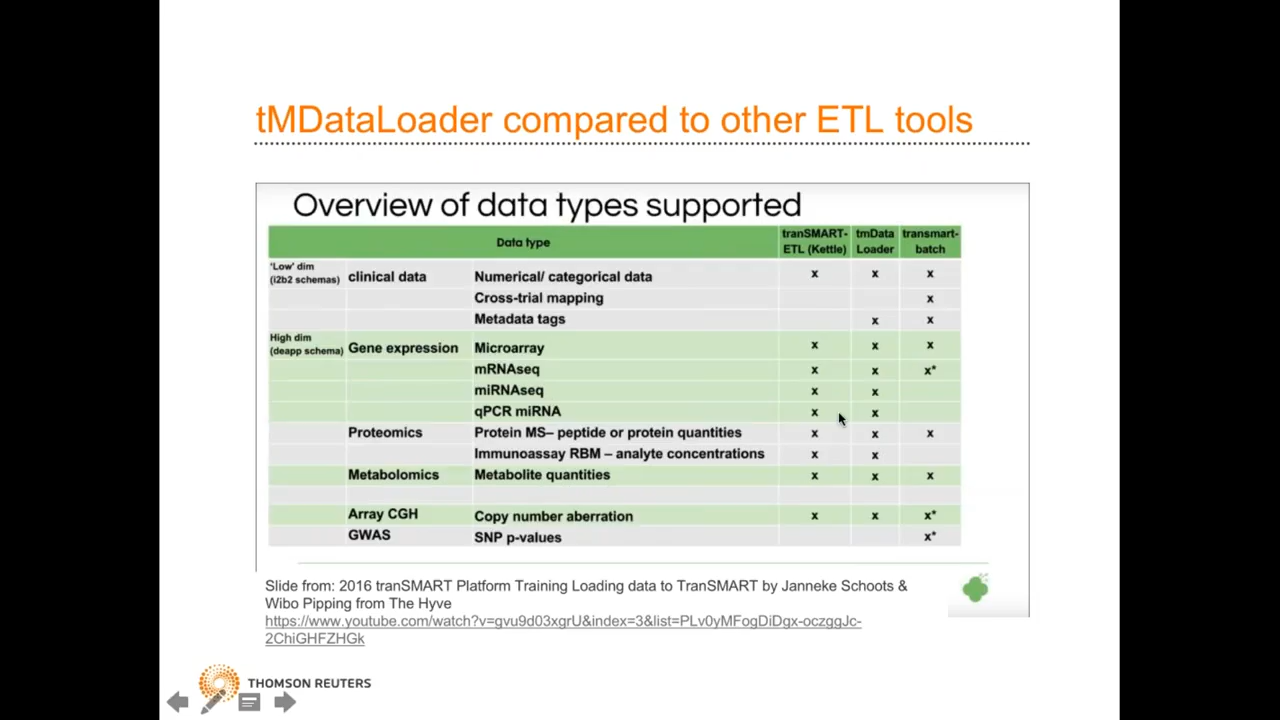 tMDataLoader compared to other ETL tools
Overview of data types supported
Data type
tranSMART-
ETL (Kettle)
tmData
Loader
transmart-
batch
'Low' dim
(i2b2 schemas)
clinical data Numerical/ categorical data x x x
Cross-trial mapping x
Metadata tags x x
High dim
(deapp schema)
Gene expression Microarray x x x
mRNAseq x x x*
miRNAseq x x
qPCR miRNA x x
Proteomics Protein MS– peptide or protein quantities x x x
Immunoassay RBM – analyte concentrations x x
Metabolomics Metabolite quantities x x x
Array CGH Copy number aberration x x x*
GWAS SNP p-values x*
Slide from: 2016 tranSMART Platform Training Loading data to TranSMART by Janneke Schoots &
Wibo Pipping from The Hyve
https://www.youtube.com/watch?v=gvu9d03xgrU&index=3&list=PLv0yMFogDiDgx-oczggJc-
2ChiGHFZHGk
THOMSON REUTERS